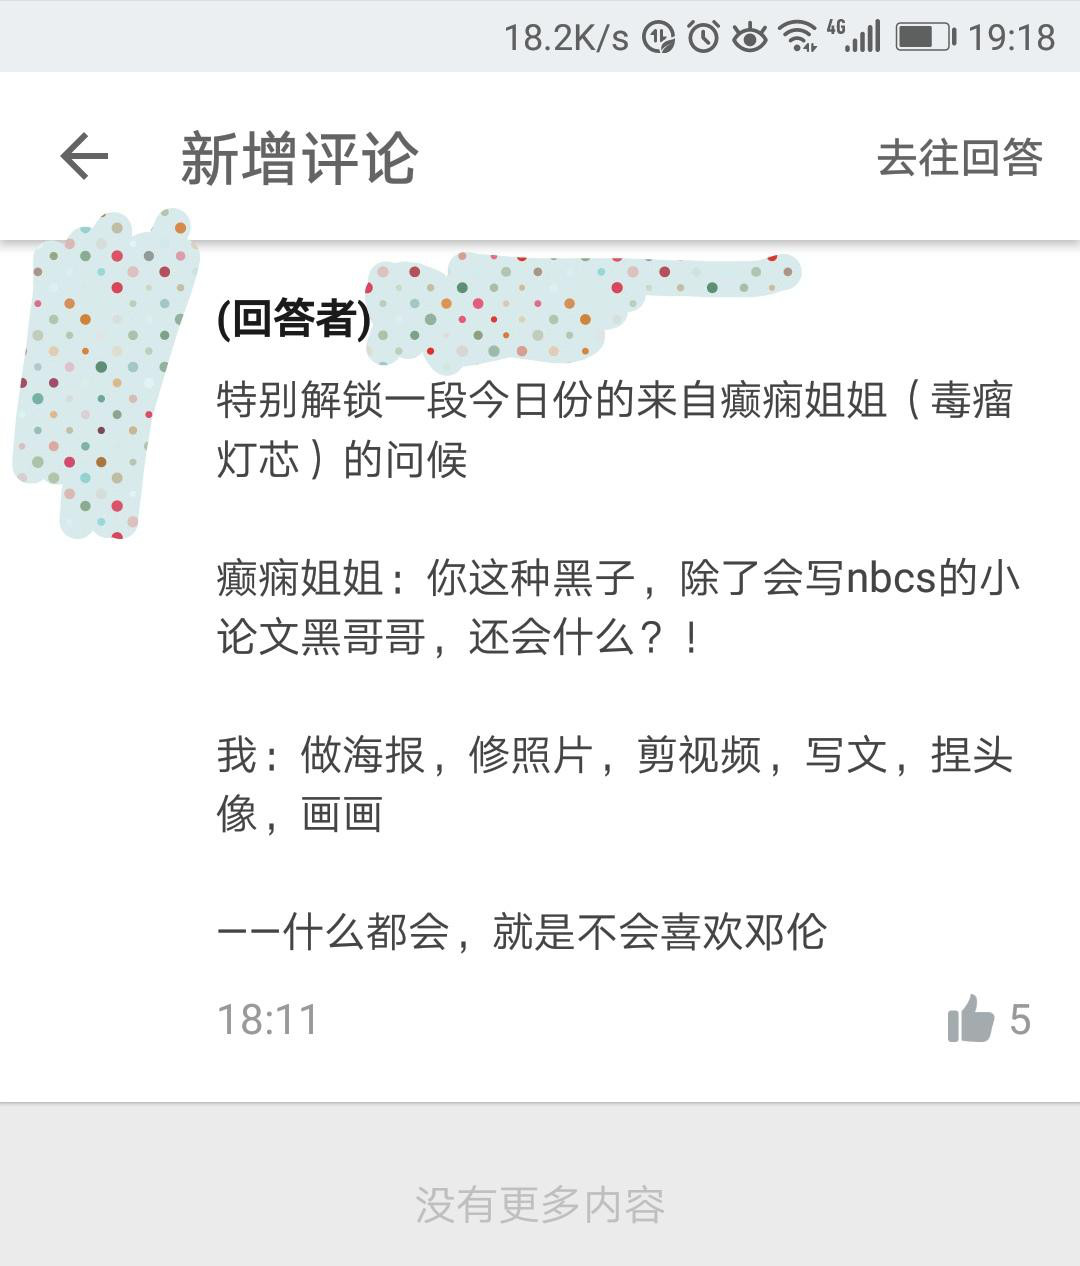 18.2K/s 4G 19:18
新增评论 去往回答
(回答者)
特别解锁一段今日份的来自癫痫姐姐（毒瘤
灯芯）的问候
癫痫姐姐：你这种黑子，除了会写nbcs的小
论文黑哥哥，还会什么？！
我：做海报，修照片，剪视频，写文，捏头
像，画画
——什么都会，就是不会喜欢邓伦
18:11 5
没有更多内容